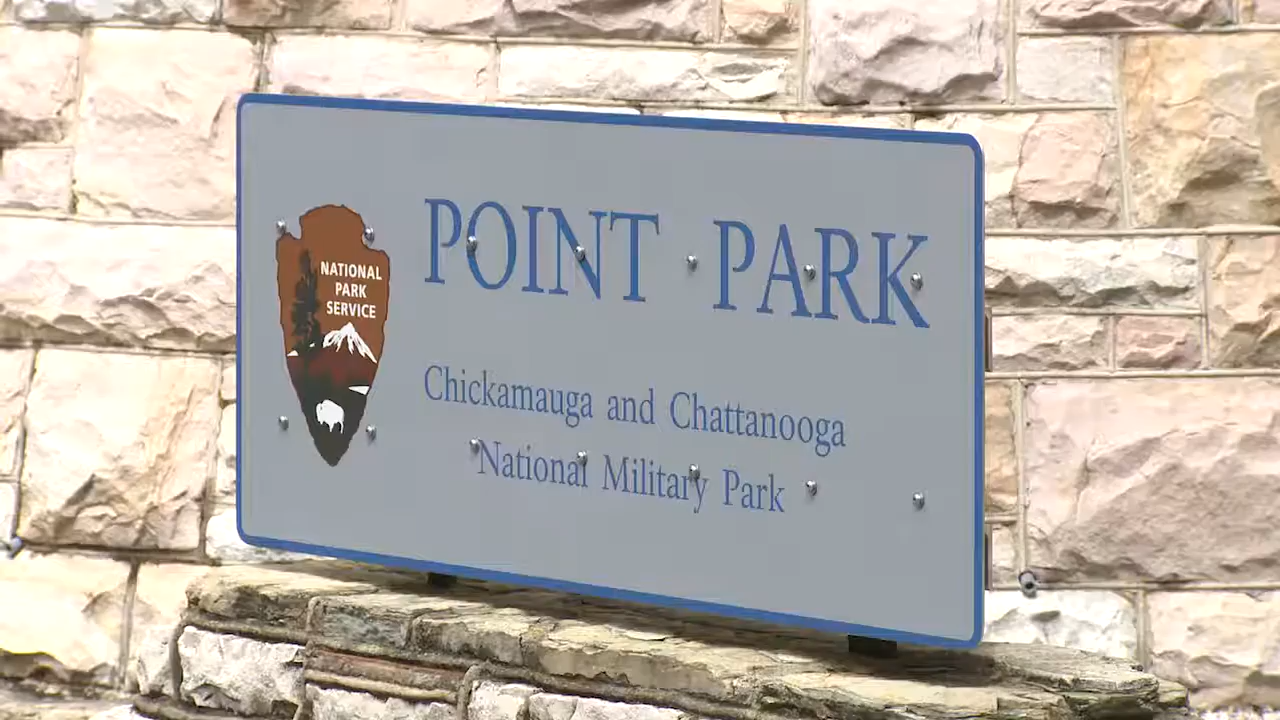 NATIONAL
PARK
SERVICE
POINT PARK
Chickamauga and Chattanooga
National Military Park